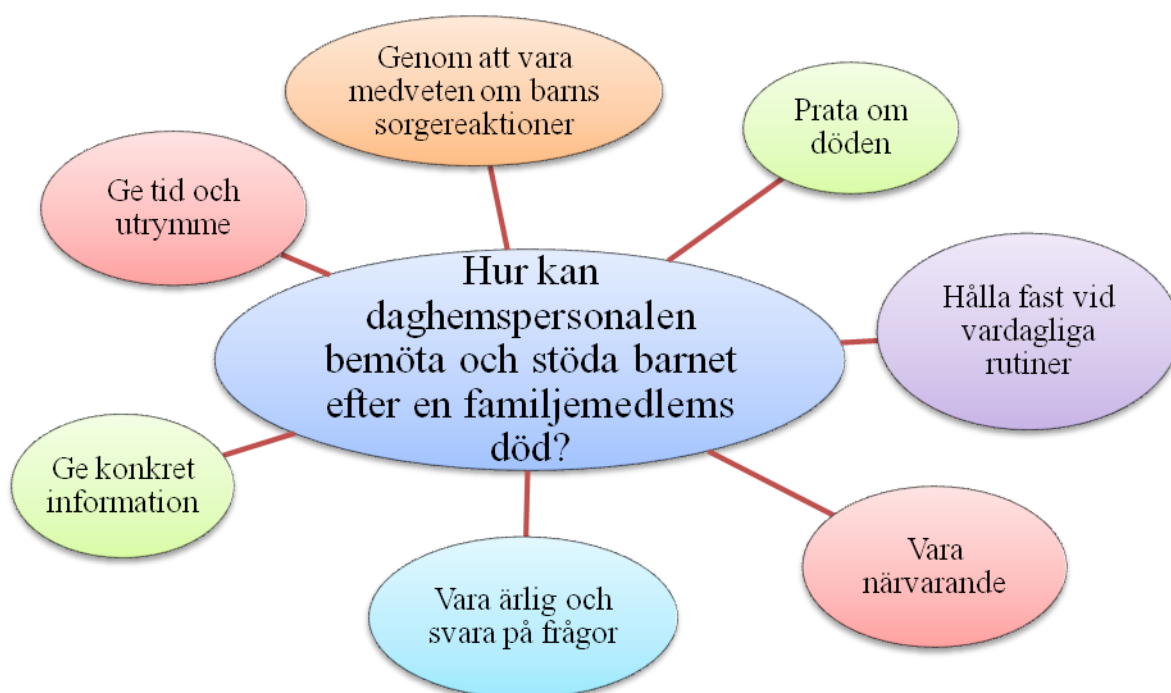 Genom att vara
medveten om barns
sorgereaktioner
Prata om
döden
Ge tid och
utrymme
Hur kan
daghemspersonalen
bemöta och stöda barnet
efter en familjemedlems
död?
Hålla fast vid
vardagliga
rutiner
Ge konkret
information
Vara
närvarande
Vara ärlig och
svara på frågor